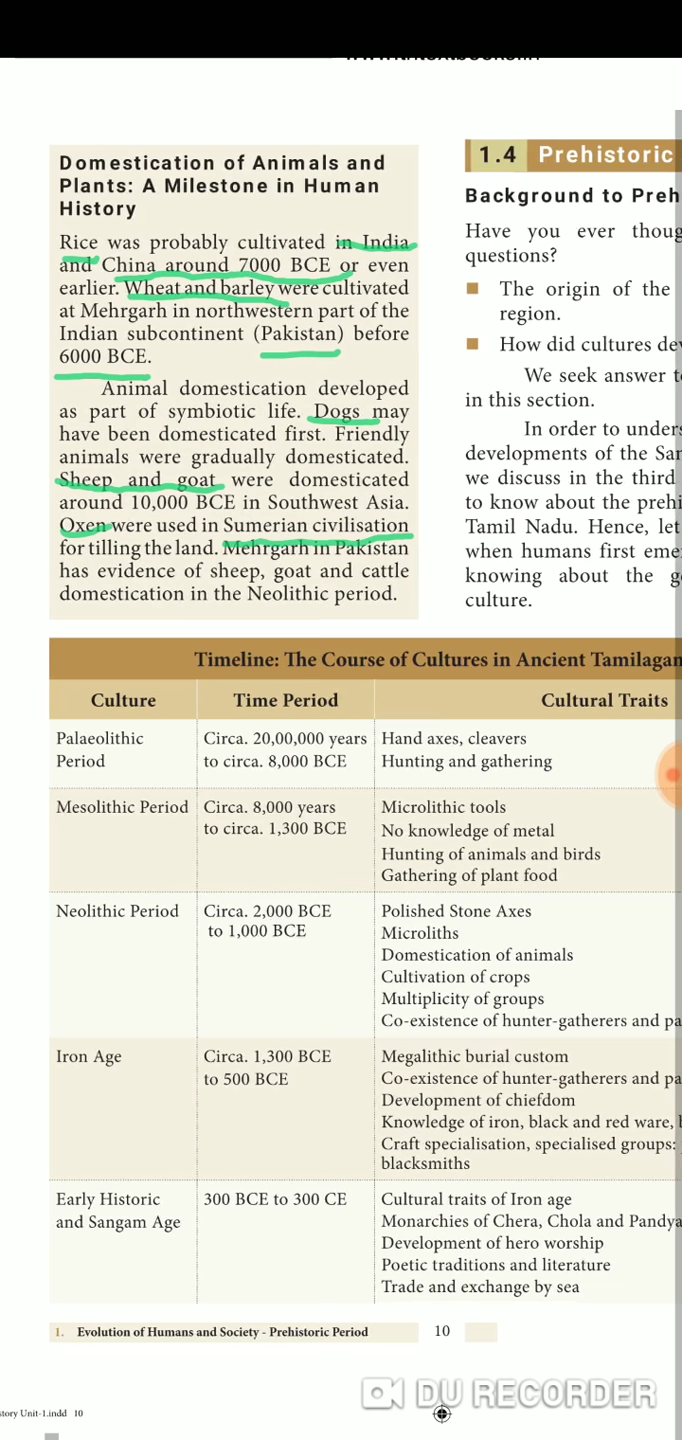 Domestication of Animals and
Plants: A Milestone in Human
History
Rice was probably cultivated in India
and China around 7000 BCE or even
earlier. Wheat and barley were cultivated
at Mehrgarh in northwestern part of the
Indian subcontinent (Pakistan) before
6000 BCE.
Animal domestication developed
as part of symbiotic life. Dogs may
have been domesticated first. Friendly
animals were gradually domesticated.
Sheep and goat were domesticated
around 10,000 BCE in Southwest Asia.
Oxen were used in Sumerian civilisation
for tilling the land. Mehrgarh in Pakistan
has evidence of sheep, goat and cattle
domestication in the Neolithic period.
1.4 Prehistoric
Background to Preh
Have you ever thoug
questions?
■ The origin of the
region.
■ How did cultures dev
We seek answer to
in this section.
In order to unders
developments of the San
we discuss in the third
to know about the prehi
Tamil Nadu. Hence, let
when humans first eme
knowing about the ge
culture.
Timeline: The Course of Cultures in Ancient Tamilagam
Culture Time Period Cultural Traits
Palaeolithic Circa. 20,00,000 years Hand axes, cleavers
Period to circa. 8,000 BCE Hunting and gathering
Mesolithic Period Circa. 8,000 years Microlithic tools
to circa. 1,300 BCE No knowledge of metal
Hunting of animals and birds
Gathering of plant food
Neolithic Period Circa. 2,000 BCE Polished Stone Axes
to 1,000 BCE Microliths
Domestication of animals
Cultivation of crops
Multiplicity of groups
Co-existence of hunter-gatherers and pa
Iron Age Circa. 1,300 BCE Megalithic burial custom
to 500 BCE Co-existence of hunter-gatherers and pa
Development of chiefdom
Knowledge of iron, black and red ware, b
Craft specialisation, specialised groups:
blacksmiths
Early Historic 300 BCE to 300 CE Cultural traits of Iron age
and Sangam Age Monarchies of Chera, Chola and Pandya
Development of hero worship
Poetic traditions and literature
Trade and exchange by sea
1. Evolution of Humans and Society - Prehistoric Period 10
DU RECORDER
story Unit-1.indd 10